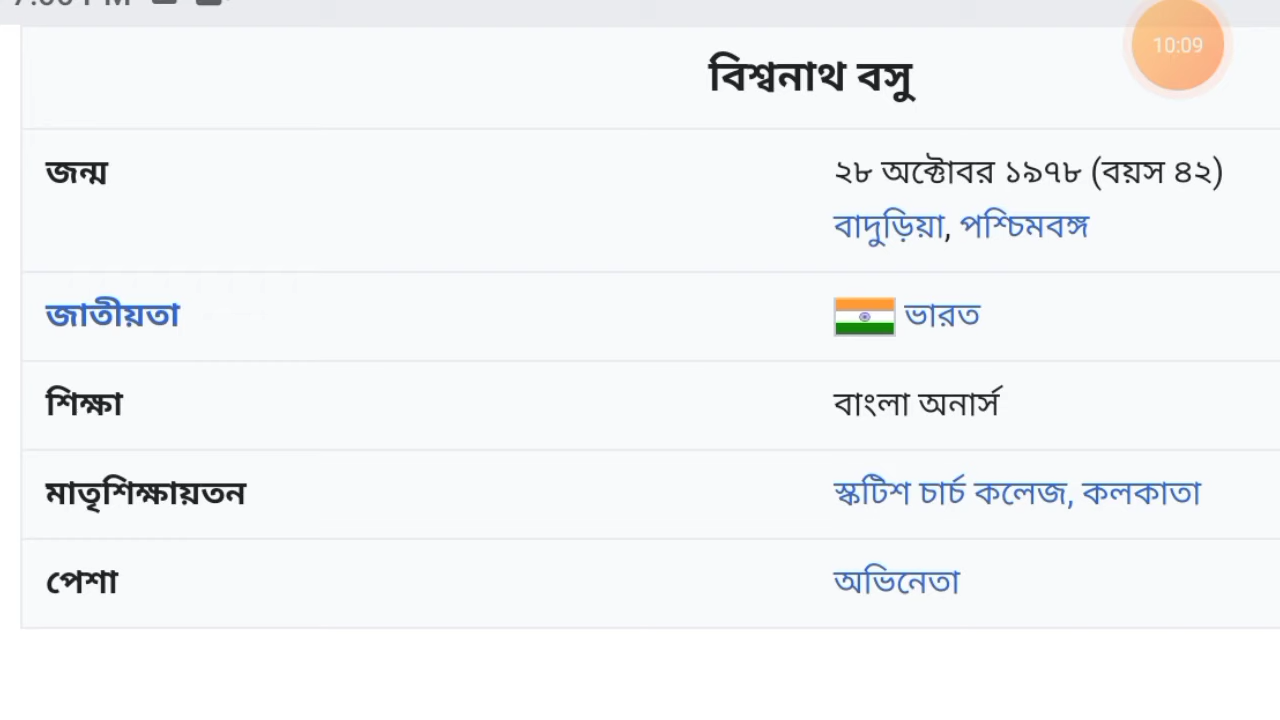 10:09
বিশ্বনাথ বসু
জন্ম
২৮ অক্টোবর ১৯৭৮ (বয়স ৪২)
বাদুড়িয়া, পশ্চিমবঙ্গ
জাতীয়তা
ভারত
শিক্ষা
বাংলা অনার্স
মাতৃশিক্ষায়তন
স্কটিশ চার্চ কলেজ, কলকাতা
পেশা
অভিনেতা